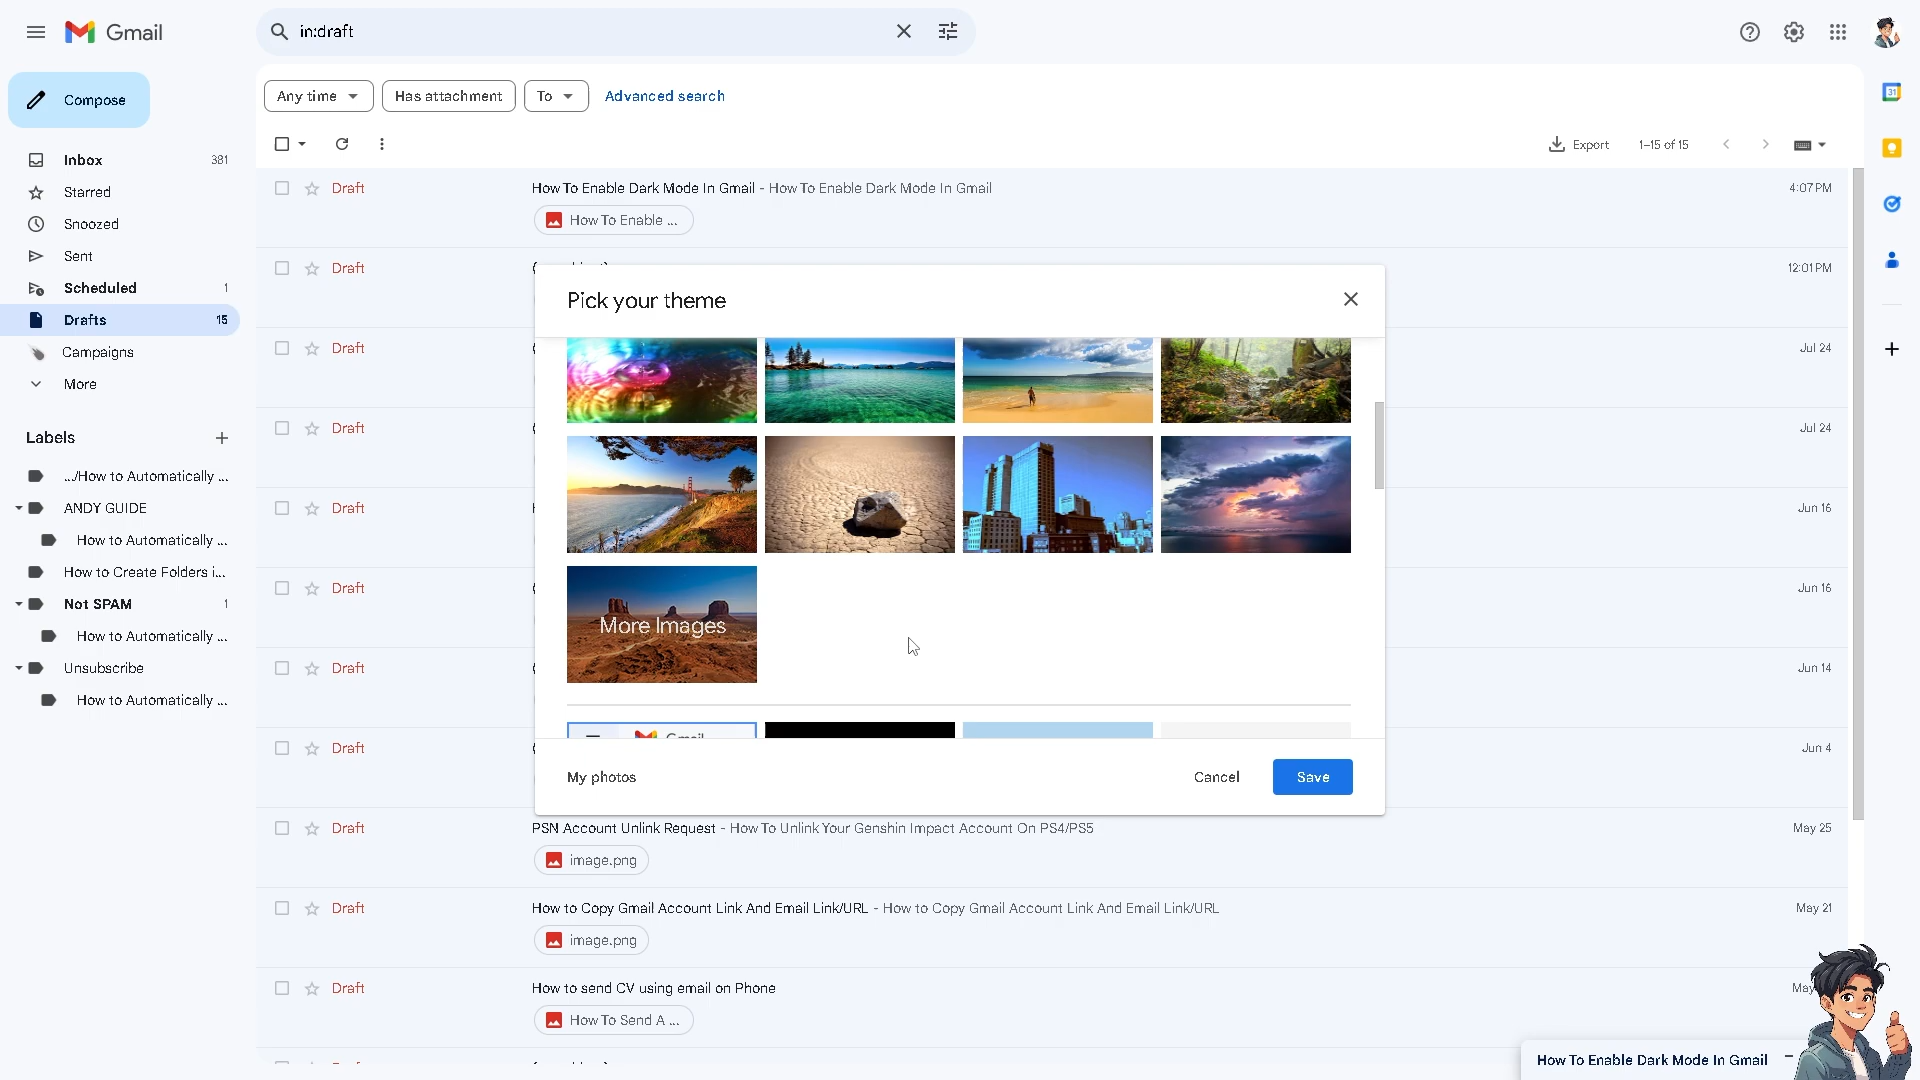 Gmail
in:draft
Compose
Any time
Has attachment
To
Advanced search
Export
1-15 of 15
Inbox 381
Starred
Snoozed
Sent
Scheduled 1
Drafts 15
Campaigns
More
Labels
.../How to Automatically ...
ANDY GUIDE
How to Automatically ...
How to Create Folders i...
Not SPAM 1
How to Automatically ...
Unsubscribe
How to Automatically ...
Draft How To Enable Dark Mode In Gmail - How To Enable Dark Mode In Gmail 4:07 PM
How To Enable ...
Draft 12:01 PM
Draft Jul 24
Draft Jul 24
Draft Jun 16
Draft Jun 16
Draft Jun 14
Draft Jun 4
Pick your theme
More Images
Gmail
My photos
Cancel
Save
Draft PSN Account Unlink Request - How To Unlink Your Genshin Impact Account On PS4/PS5 May 25
image.png
Draft How to Copy Gmail Account Link And Email Link/URL - How to Copy Gmail Account Link And Email Link/URL May 21
image.png
Draft How to send CV using email on Phone May
How To Send A ...
How To Enable Dark Mode In Gmail
31